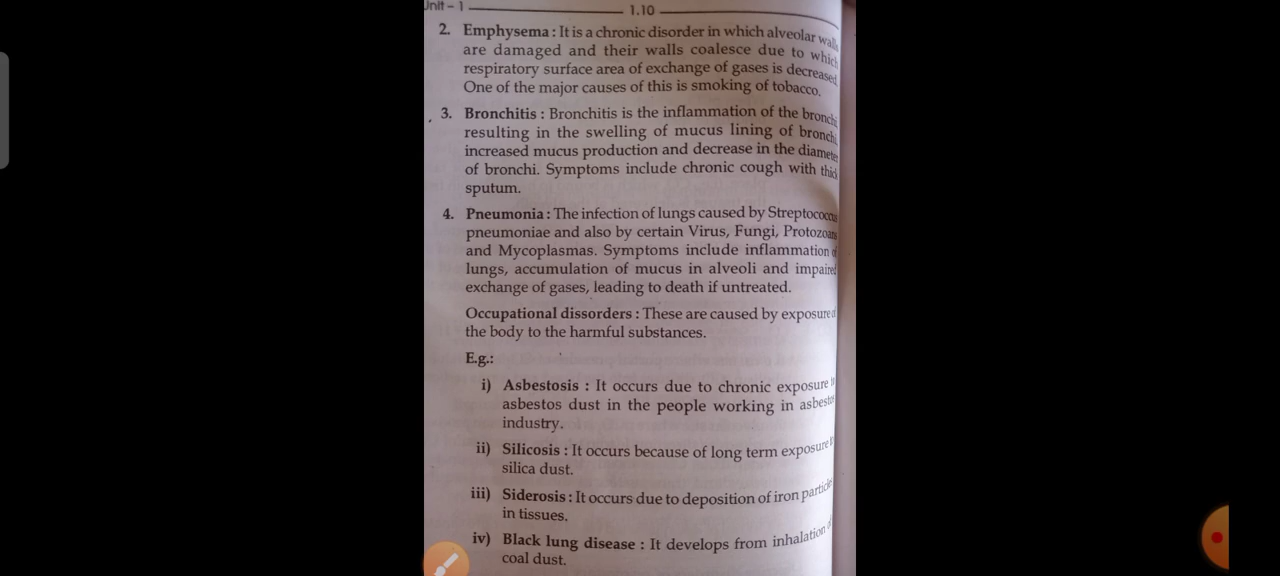 Unit – 1
1.10
2. Emphysema : It is a chronic disorder in which alveolar walls
are damaged and their walls coalesce due to which
respiratory surface area of exchange of gases is decreased.
One of the major causes of this is smoking of tobacco.
3. Bronchitis : Bronchitis is the inflammation of the bronchi,
resulting in the swelling of mucus lining of bronchi,
increased mucus production and decrease in the diameter
of bronchi. Symptoms include chronic cough with thick
sputum.
4. Pneumonia : The infection of lungs caused by Streptococcus
pneumoniae and also by certain Virus, Fungi, Protozoans
and Mycoplasmas. Symptoms include inflammation of
lungs, accumulation of mucus in alveoli and impaired
exchange of gases, leading to death if untreated.
Occupational dissorders : These are caused by exposure of
the body to the harmful substances.
E.g.:
i) Asbestosis : It occurs due to chronic exposure to
asbestos dust in the people working in asbestos
industry.
ii) Silicosis : It occurs because of long term exposure to
silica dust.
iii) Siderosis : It occurs due to deposition of iron particles
in tissues.
iv) Black lung disease : It develops from inhalation of
coal dust.